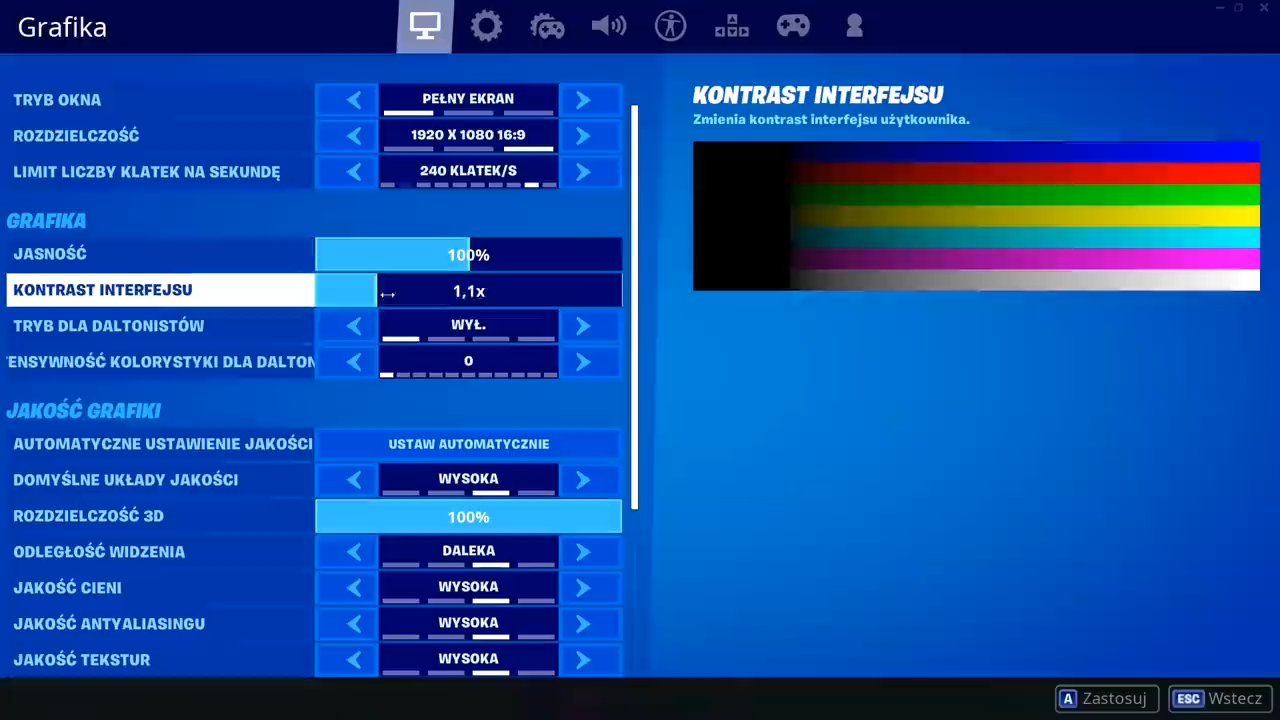 Grafika
TRYB OKNA
PEŁNY EKRAN
ROZDZIELCZOŚĆ
1920 X 1080 16:9
LIMIT LICZBY KLATEK NA SEKUNDĘ
240 KLATEK/S
GRAFIKA
JASNOŚĆ
100%
KONTRAST INTERFEJSU
1,1x
TRYB DLA DALTONISTÓW
WYŁ.
ENSYWNOŚĆ KOLORYSTYKI DLA DALTON
0
JAKOŚĆ GRAFIKI
AUTOMATYCZNE USTAWIENIE JAKOŚCI
USTAW AUTOMATYCZNIE
DOMYŚLNE UKŁADY JAKOŚCI
WYSOKA
ROZDZIELCZOŚĆ 3D
100%
ODLEGŁOŚĆ WIDZENIA
DALEKA
JAKOŚĆ CIENI
WYSOKA
JAKOŚĆ ANTYALIASINGU
WYSOKA
JAKOŚĆ TEKSTUR
WYSOKA
KONTRAST INTERFEJSU
Zmienia kontrast interfejsu użytkownika.
A Zastosuj
ESC Wstecz